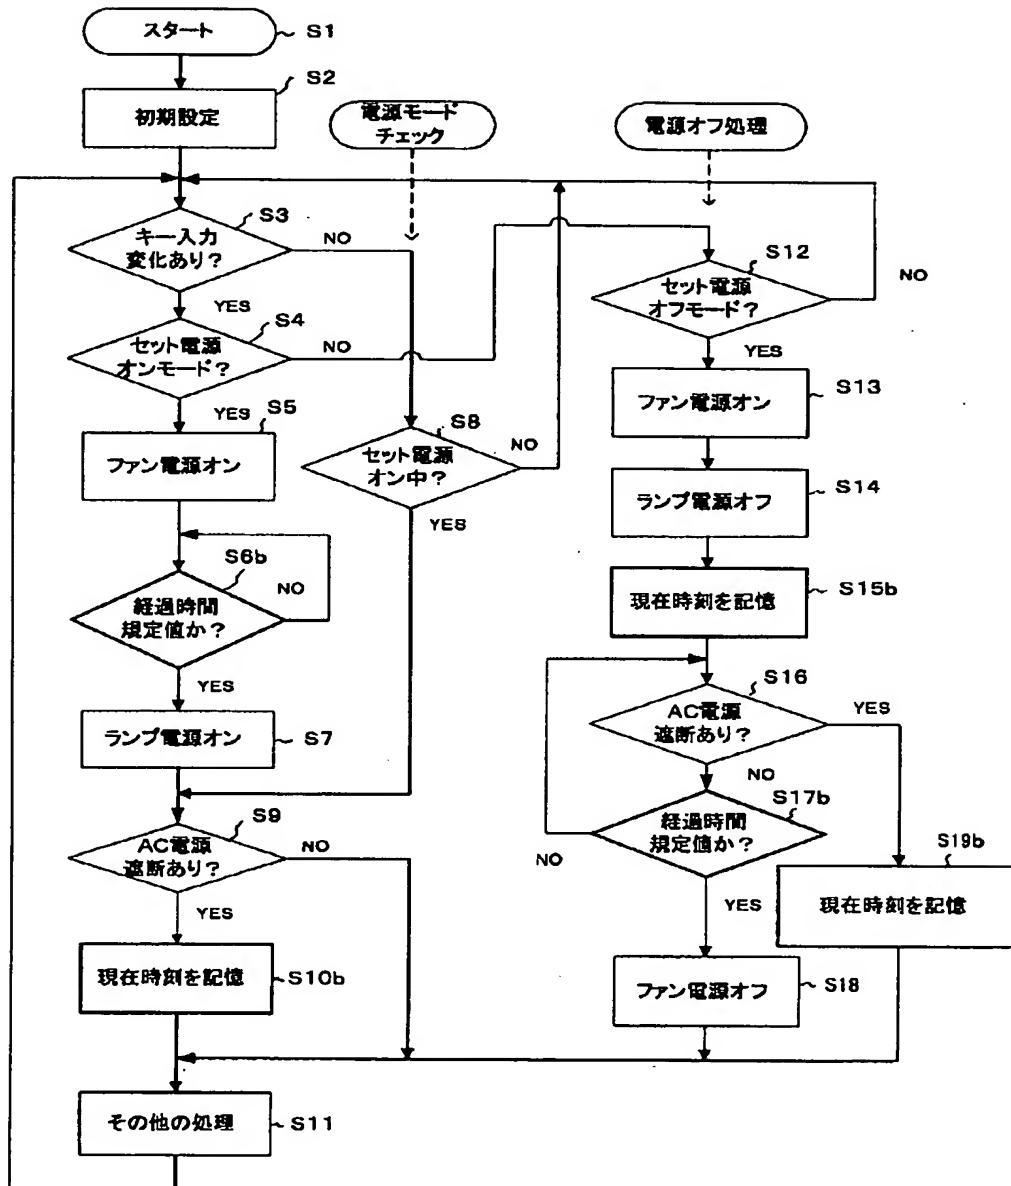 スタート
S1
S2
初期設定
電源モード
チェック
電源オフ処理
S3
キー入力
変化あり?
NO
YES
S4
セット電源
オンモード?
NO
YES
S5
ファン電源オン
S6b
経過時間
規定値か?
NO
YES
ランプ電源オン
S7
S8
セット電源
オン中?
NO
YES
S9
AC電源
遮断あり?
NO
YES
現在時刻を記憶
S10b
その他の処理
S11
S12
セット電源
オフモード?
NO
YES
ファン電源オン
S13
ランプ電源オフ
S14
現在時刻を記憶
S15b
S16
AC電源
遮断あり?
YES
NO
S17b
経過時間
規定値か?
NO
YES
S19b
現在時刻を記憶
ファン電源オフ
S18